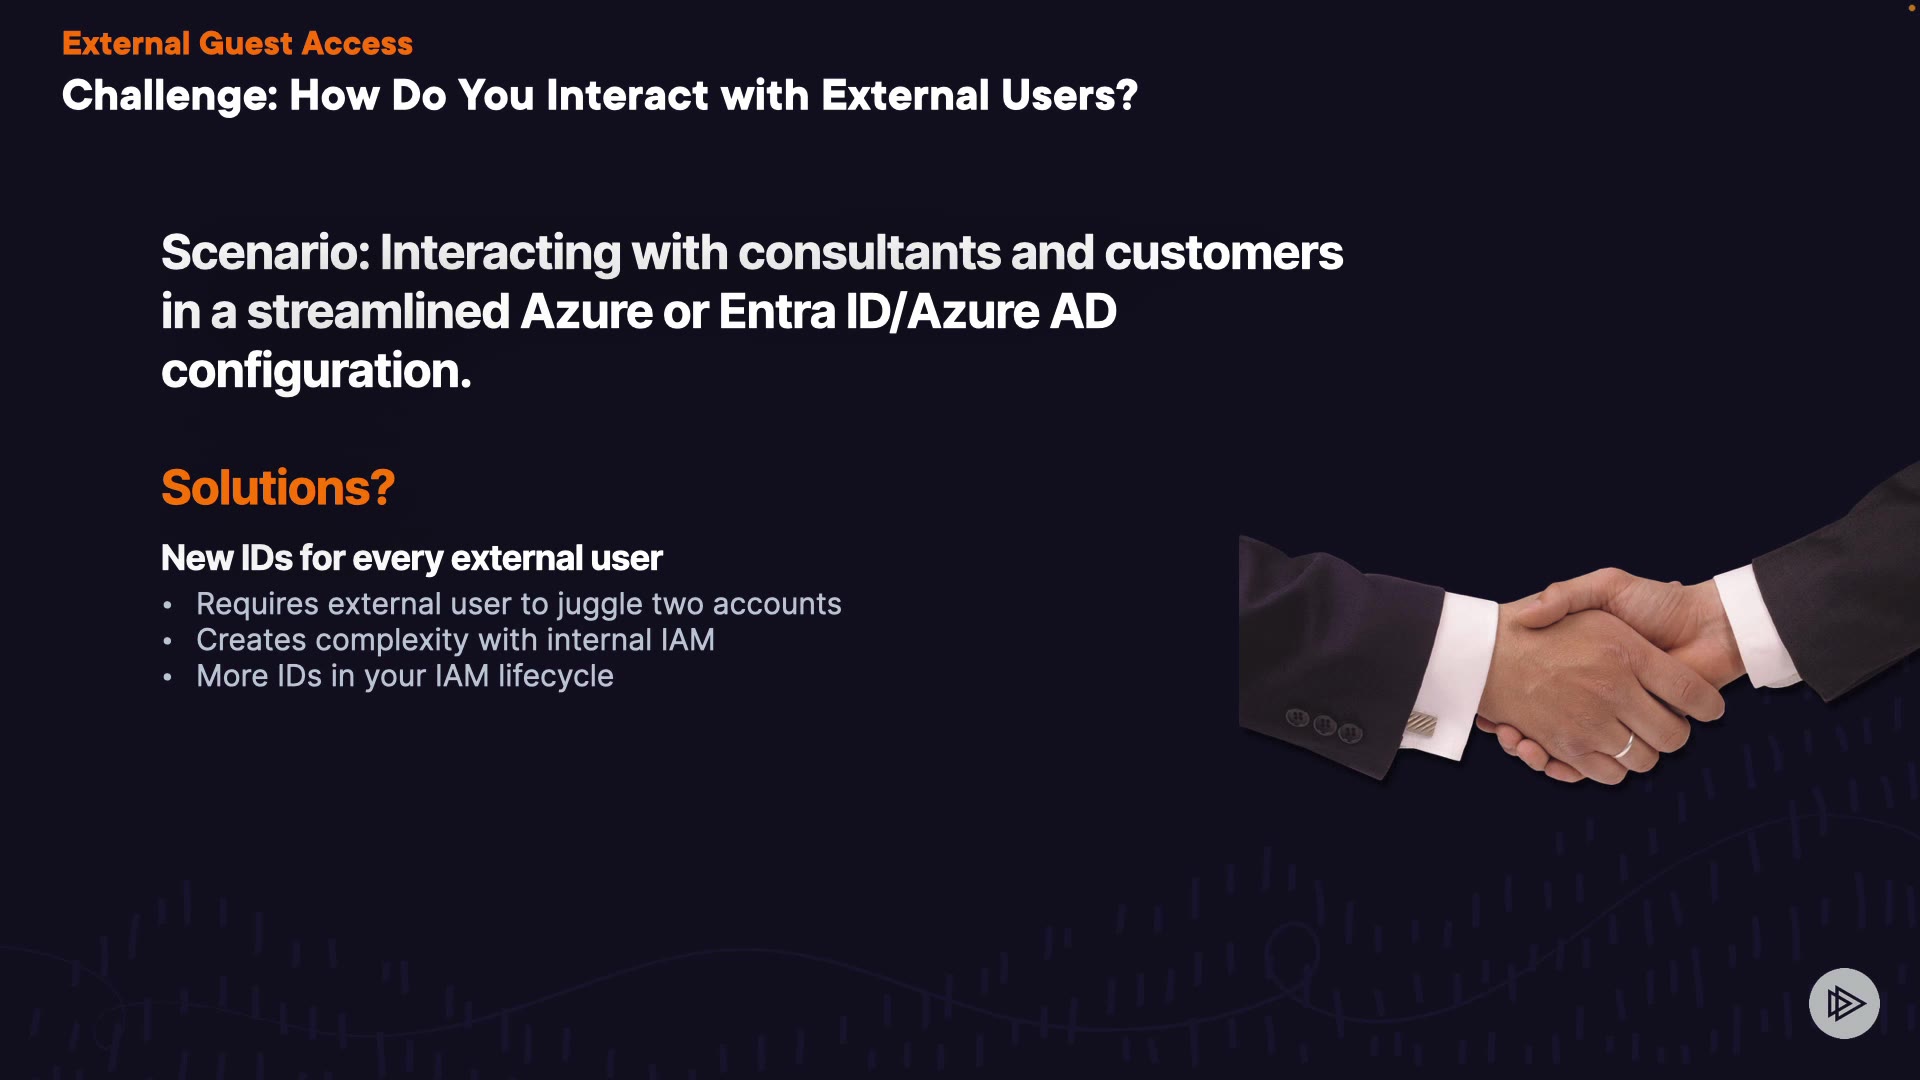 External Guest Access
Challenge: How Do You Interact with External Users?
Scenario: Interacting with consultants and customers
in a streamlined Azure or Entra ID/Azure AD
configuration.
Solutions?
New IDs for every external user
• Requires external user to juggle two accounts
• Creates complexity with internal IAM
• More IDs in your IAM lifecycle